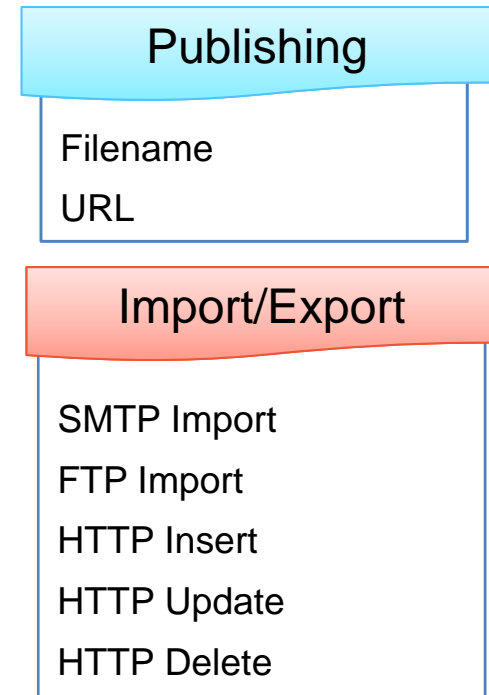 Publishing
Filename
URL
Import/Export
SMTP Import
FTP Import
HTTP Insert
HTTP Update
HTTP Delete